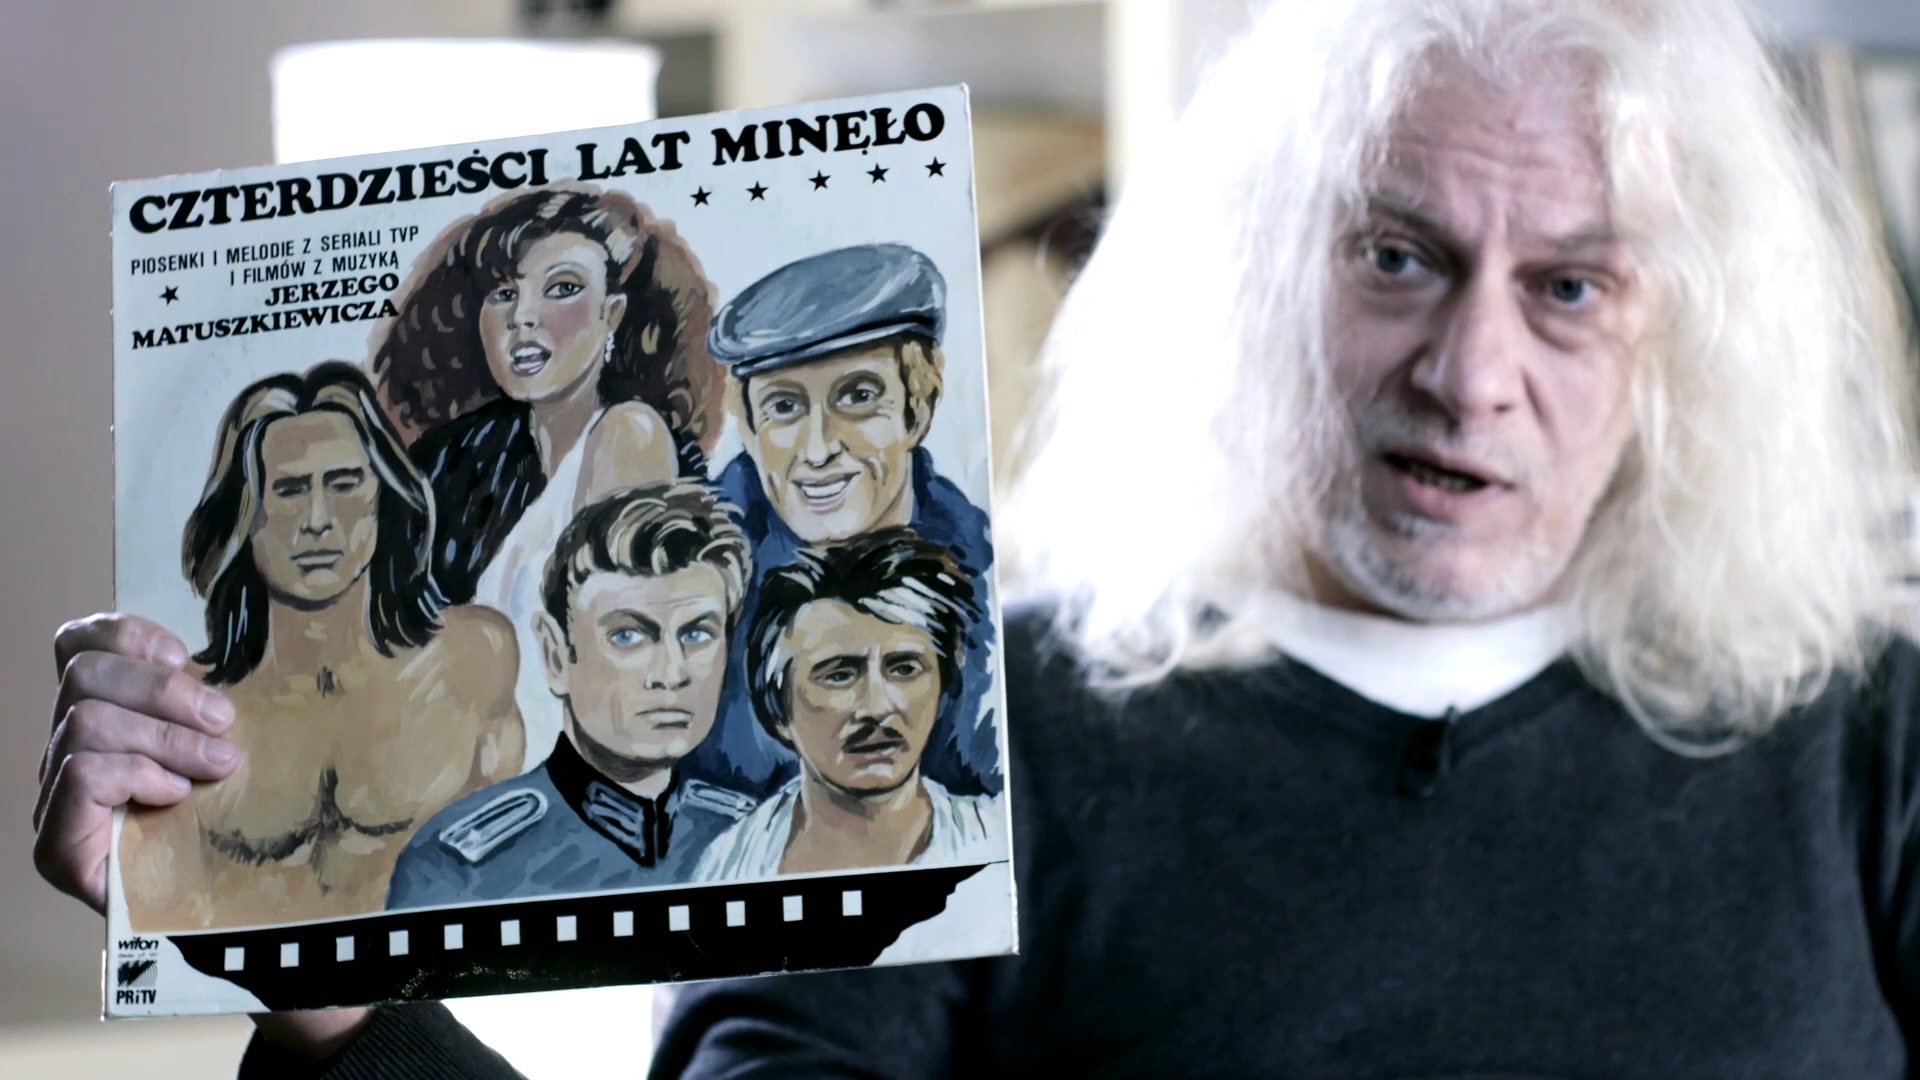 CZTERDZIEŚCI LAT MINĘŁO
PIOSENKI I MELODIE Z SERIALI TVP
I FILMÓW Z MUZYKĄ
JERZEGO
MATUSZKIEWICZA
wifon
PRiTV